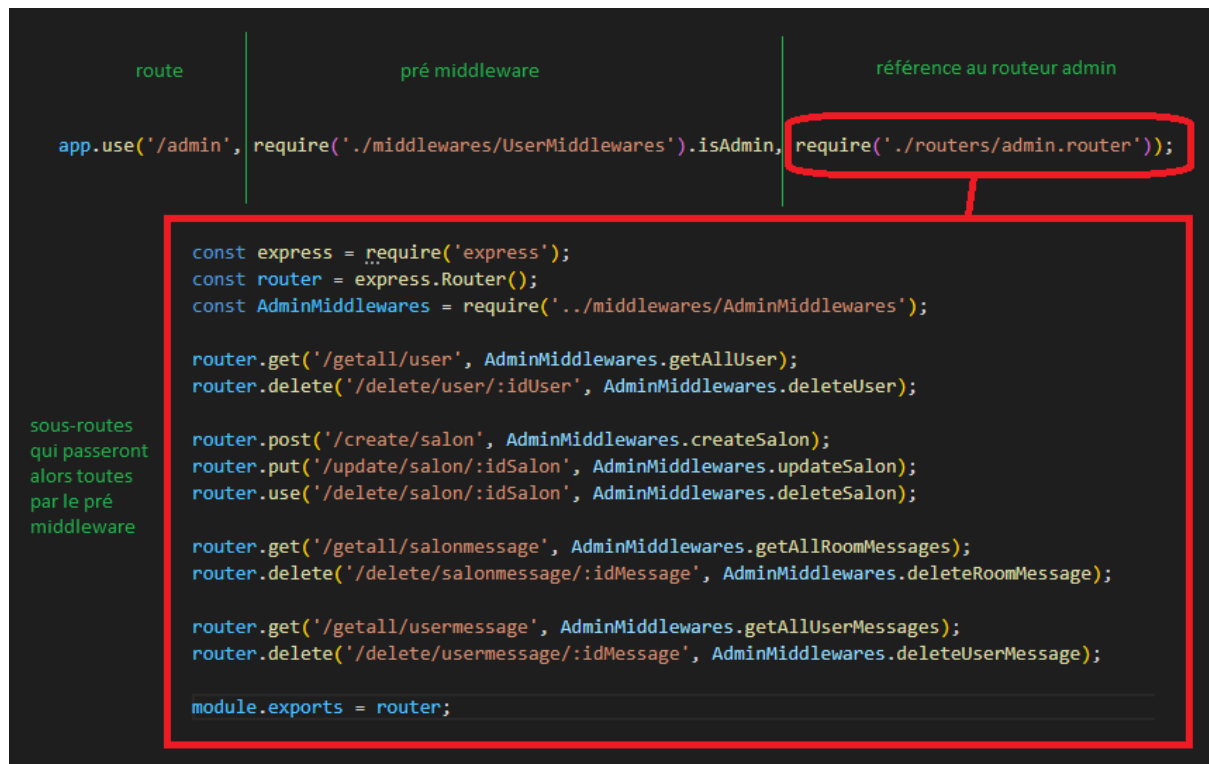 route
pré middleware
référence au routeur admin
app.use('/admin', require('./middlewares/UserMiddlewares').isAdmin, require('./routers/admin.router'));
const express = require('express');
const router = express.Router();
const AdminMiddlewares = require('../middlewares/AdminMiddlewares');
router.get('/getall/user', AdminMiddlewares.getAllUser);
router.delete('/delete/user/:idUser', AdminMiddlewares.deleteUser);
sous-routes
qui passeront
alors toutes
par le pré
middleware
router.post('/create/salon', AdminMiddlewares.createSalon);
router.put('/update/salon/:idSalon', AdminMiddlewares.updateSalon);
router.use('/delete/salon/:idSalon', AdminMiddlewares.deleteSalon);
router.get('/getall/salonmessage', AdminMiddlewares.getAllRoomMessages);
router.delete('/delete/salonmessage/:idMessage', AdminMiddlewares.deleteRoomMessage);
router.get('/getall/usermessage', AdminMiddlewares.getAllUserMessages);
router.delete('/delete/usermessage/:idMessage', AdminMiddlewares.deleteUserMessage);
module.exports = router;